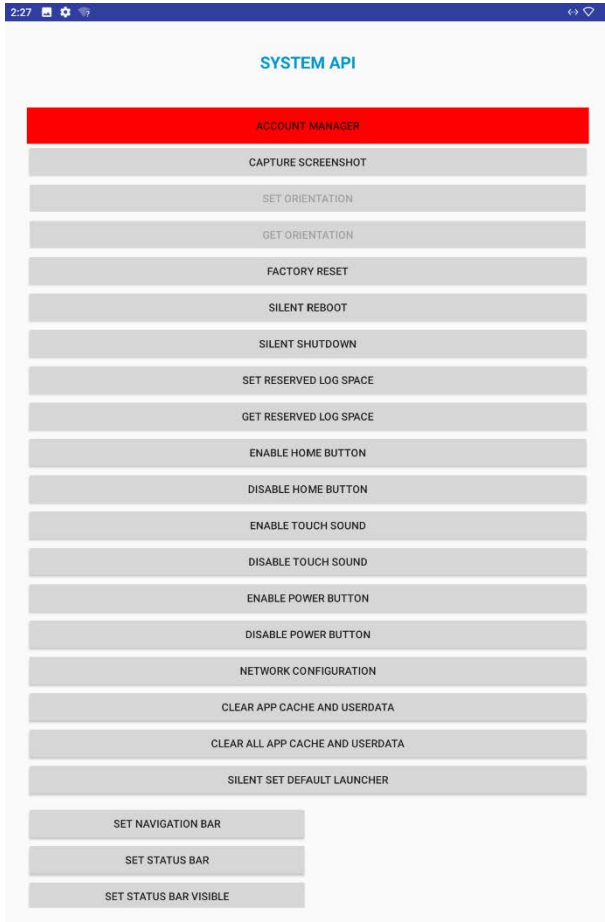 2:27
SYSTEM API
ACCOUNT MANAGER
CAPTURE SCREENSHOT
SET ORIENTATION
GET ORIENTATION
FACTORY RESET
SILENT REBOOT
SILENT SHUTDOWN
SET RESERVED LOG SPACE
GET RESERVED LOG SPACE
ENABLE HOME BUTTON
DISABLE HOME BUTTON
ENABLE TOUCH SOUND
DISABLE TOUCH SOUND
ENABLE POWER BUTTON
DISABLE POWER BUTTON
NETWORK CONFIGURATION
CLEAR APP CACHE AND USERDATA
CLEAR ALL APP CACHE AND USERDATA
SILENT SET DEFAULT LAUNCHER
SET NAVIGATION BAR
SET STATUS BAR
SET STATUS BAR VISIBLE